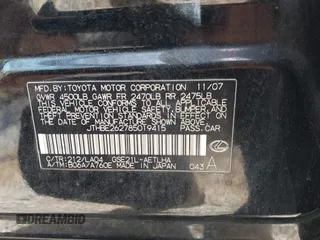 MFD.BY:TOYOTA MOTOR CORPORATION 11/07
GVWR 4500LB GAWR FR 2470LB RR 2475LB
THIS VEHICLE CONFORMS TO ALL APPLICABLE
FEDERAL MOTOR VEHICLE SAFETY, BUMPER,
AND THEFT PREVENTION STANDARDS IN EFFECT
ON THE DATE OF MANUFACTURE SHOWN ABOVE.
JTHBE262785019415 PASS.CAR
C/TR:212/LA04 GSE21L-AETLHA
A/TM:B06A/A760E MADE IN JAPAN 043 A
DREAMBID